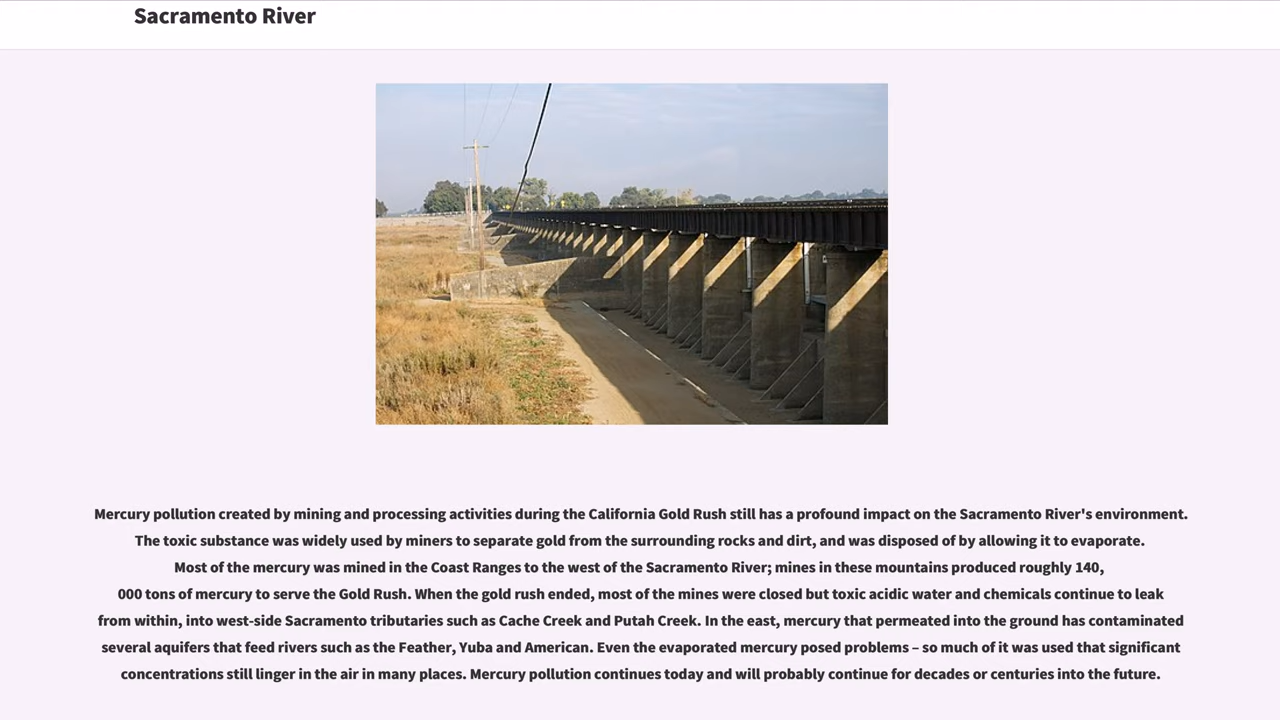 Sacramento River
Mercury pollution created by mining and processing activities during the California Gold Rush still has a profound impact on the Sacramento River's environment.
The toxic substance was widely used by miners to separate gold from the surrounding rocks and dirt, and was disposed of by allowing it to evaporate.
Most of the mercury was mined in the Coast Ranges to the west of the Sacramento River; mines in these mountains produced roughly 140,
000 tons of mercury to serve the Gold Rush. When the gold rush ended, most of the mines were closed but toxic acidic water and chemicals continue to leak
from within, into west-side Sacramento tributaries such as Cache Creek and Putah Creek. In the east, mercury that permeated into the ground has contaminated
several aquifers that feed rivers such as the Feather, Yuba and American. Even the evaporated mercury posed problems – so much of it was used that significant
concentrations still linger in the air in many places. Mercury pollution continues today and will probably continue for decades or centuries into the future.